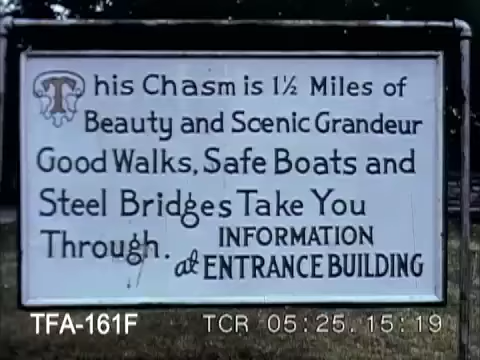 This Chasm is 1½ Miles of
Beauty and Scenic Grandeur
Good Walks, Safe Boats and
Steel Bridges Take You
Through. INFORMATION
at ENTRANCE BUILDING
TFA-161F TCR 05:25.15:19